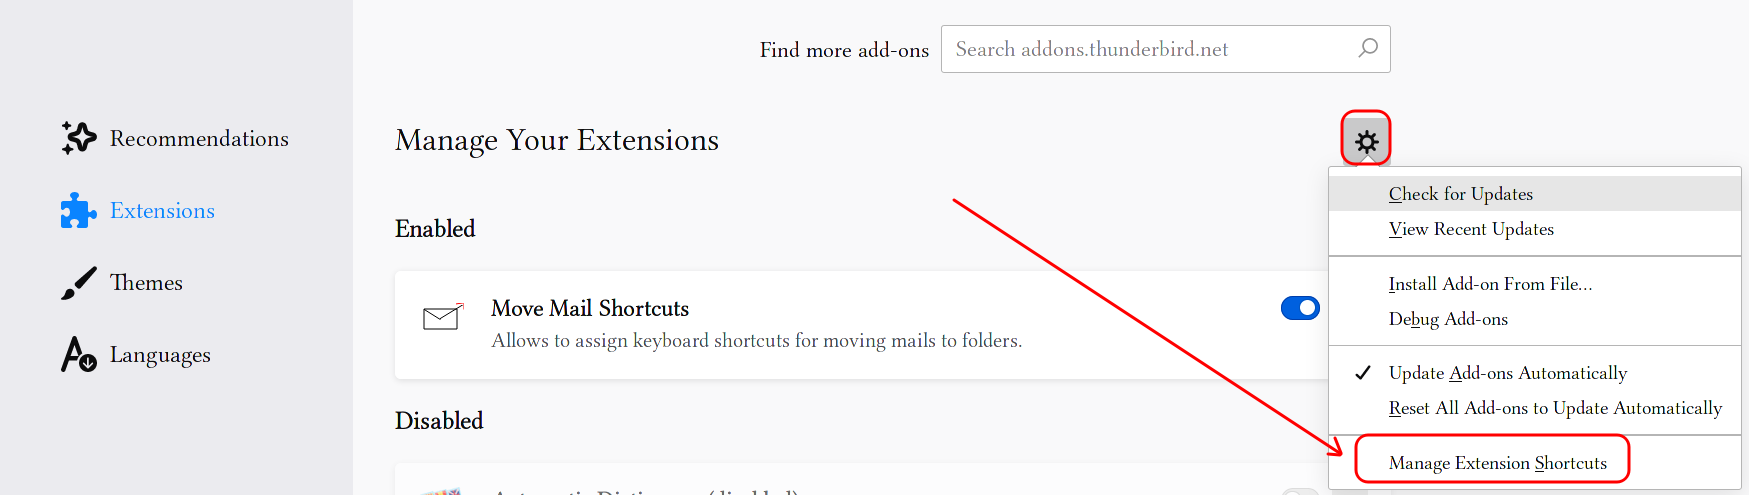 Find more add-ons
Search addons.thunderbird.net
Recommendations
Extensions
Themes
Languages
Manage Your Extensions
Enabled
Move Mail Shortcuts
Allows to assign keyboard shortcuts for moving mails to folders.
Disabled
Check for Updates
View Recent Updates
Install Add-on From File...
Debug Add-ons
Update Add-ons Automatically
Reset All Add-ons to Update Automatically
Manage Extension Shortcuts